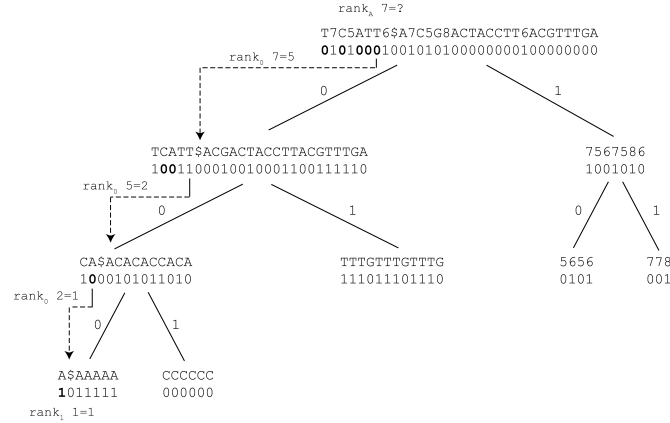 rank_A 7=?
T7C5ATT6$A7C5G8ACTACCTT6ACGTTTGA
01010001001010100000000100000000
rank_0 7=5
0
1
TCATT$ACGACTACCTTACGTTTGA
1001100010010001100111110
7567586
1001010
rank_0 5=2
0
1
0
1
CA$ACACACCACA
1000101011010
TTTGTTTGTTTG
111011101110
5656
0101
778
001
rank_0 2=1
0
1
A$AAAAA
1011111
CCCCCC
000000
rank_1 1=1